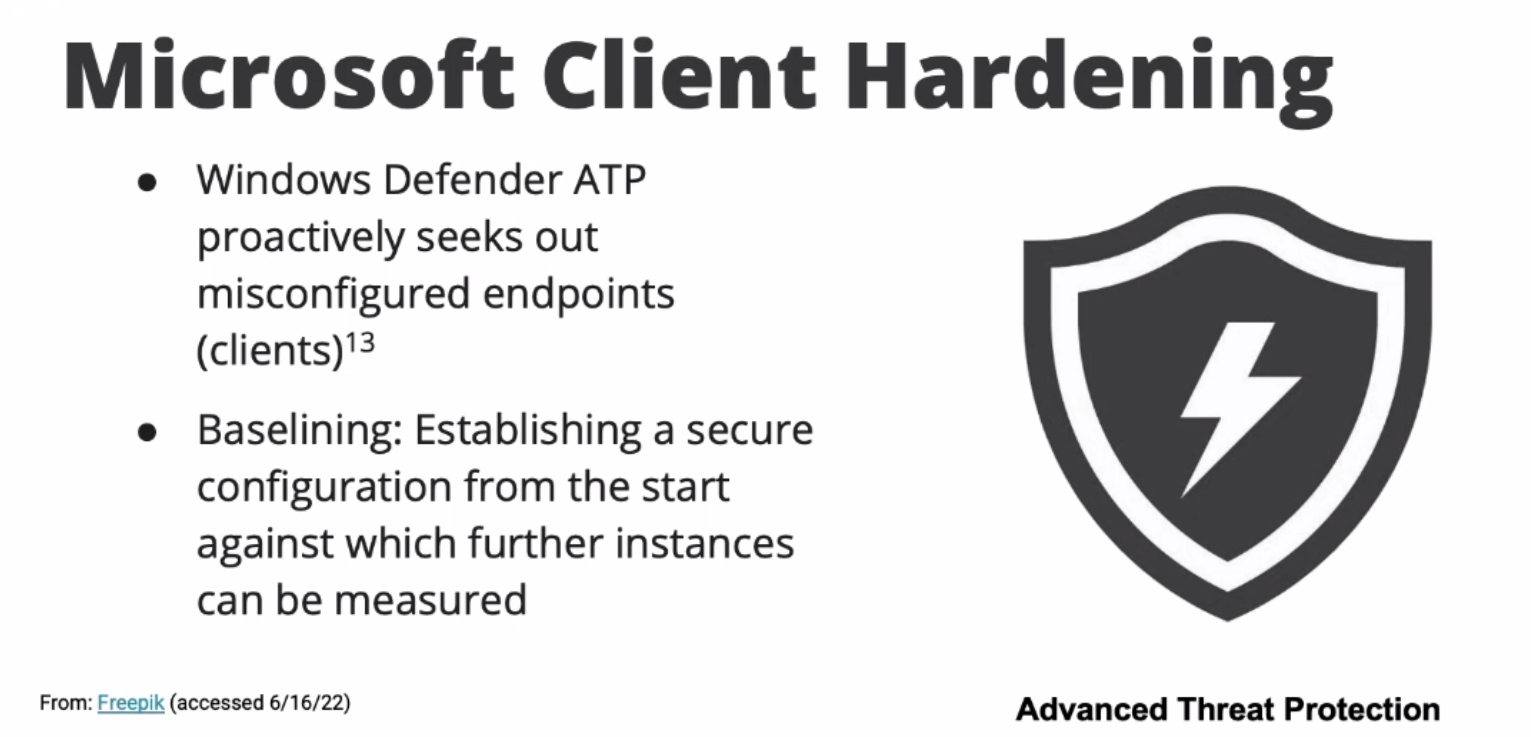 Microsoft Client Hardening
● Windows Defender ATP
proactively seeks out
misconfigured endpoints
(clients)¹³
● Baselining: Establishing a secure
configuration from the start
against which further instances
can be measured
From: Freepik (accessed 6/16/22)
Advanced Threat Protection